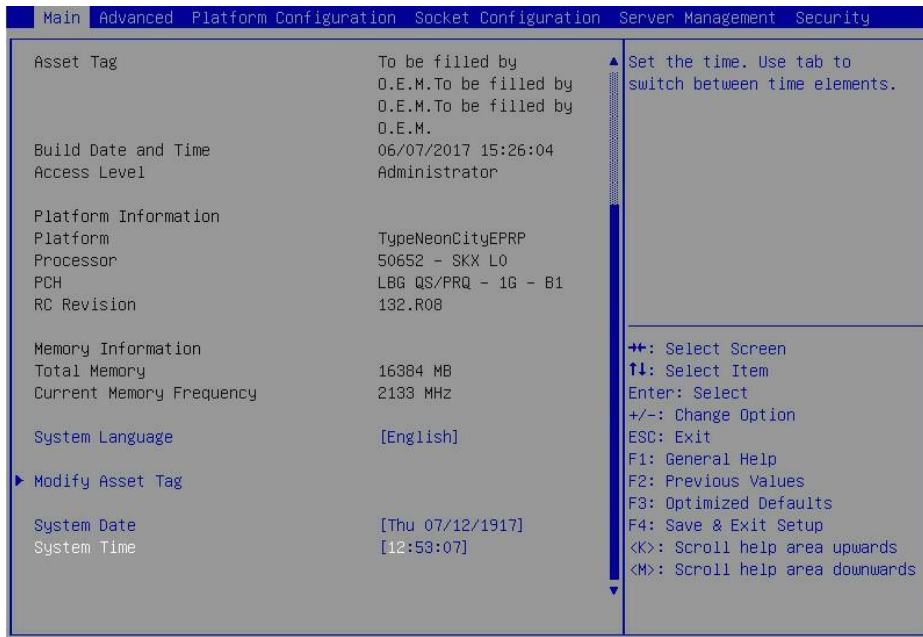 Main Advanced Platform Configuration Socket Configuration Server Management Security
Asset Tag To be filled by
O.E.M.To be filled by
O.E.M.To be filled by
O.E.M.
Build Date and Time 06/07/2017 15:26:04
Access Level Administrator
Platform Information
Platform TypeNeonCityEPRP
Processor 50652 - SKX L0
PCH LBG QS/PRQ - 1G - B1
RC Revision 132.R08
Memory Information
Total Memory 16384 MB
Current Memory Frequency 2133 MHz
System Language [English]
Modify Asset Tag
System Date [Thu 07/12/1917]
System Time [12:53:07]
Set the time. Use tab to
switch between time elements.
→←: Select Screen
↑↓: Select Item
Enter: Select
+/-: Change Option
ESC: Exit
F1: General Help
F2: Previous Values
F3: Optimized Defaults
F4: Save & Exit Setup
<K>: Scroll help area upwards
<M>: Scroll help area downwards